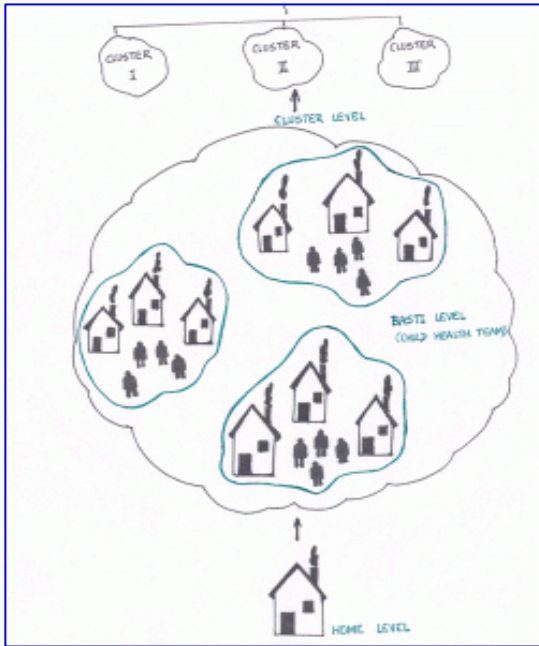 CLUSTER
I
CLUSTER
II
CLUSTER
III
CLUSTER LEVEL
BASTI LEVEL
(CHILD HEALTH TEAMS)
HOME LEVEL